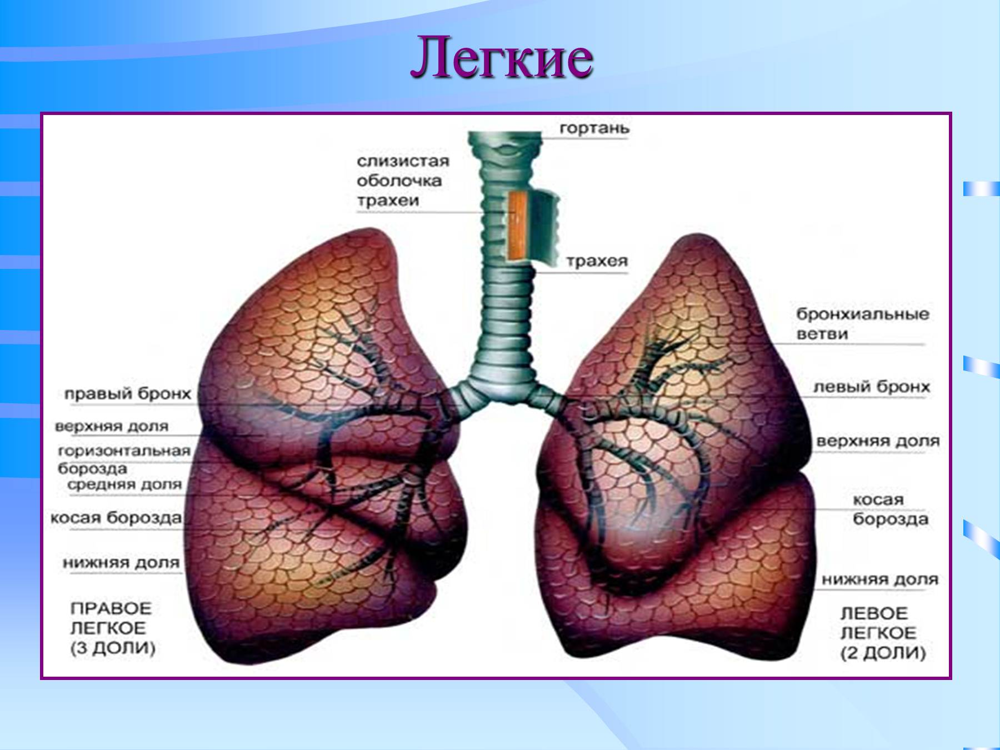 Легкие
гортань
слизистая
оболочка
трахеи
трахея
бронхиальные
ветви
левый бронх
верхняя доля
косая
борозда
нижняя доля
ЛЕВОЕ
ЛЕГКОЕ
(2 ДОЛИ)
правый бронх
верхняя доля
горизонтальная
борозда
средняя доля
косая борозда
нижняя доля
ПРАВОЕ
ЛЕГКОЕ
(3 ДОЛИ)